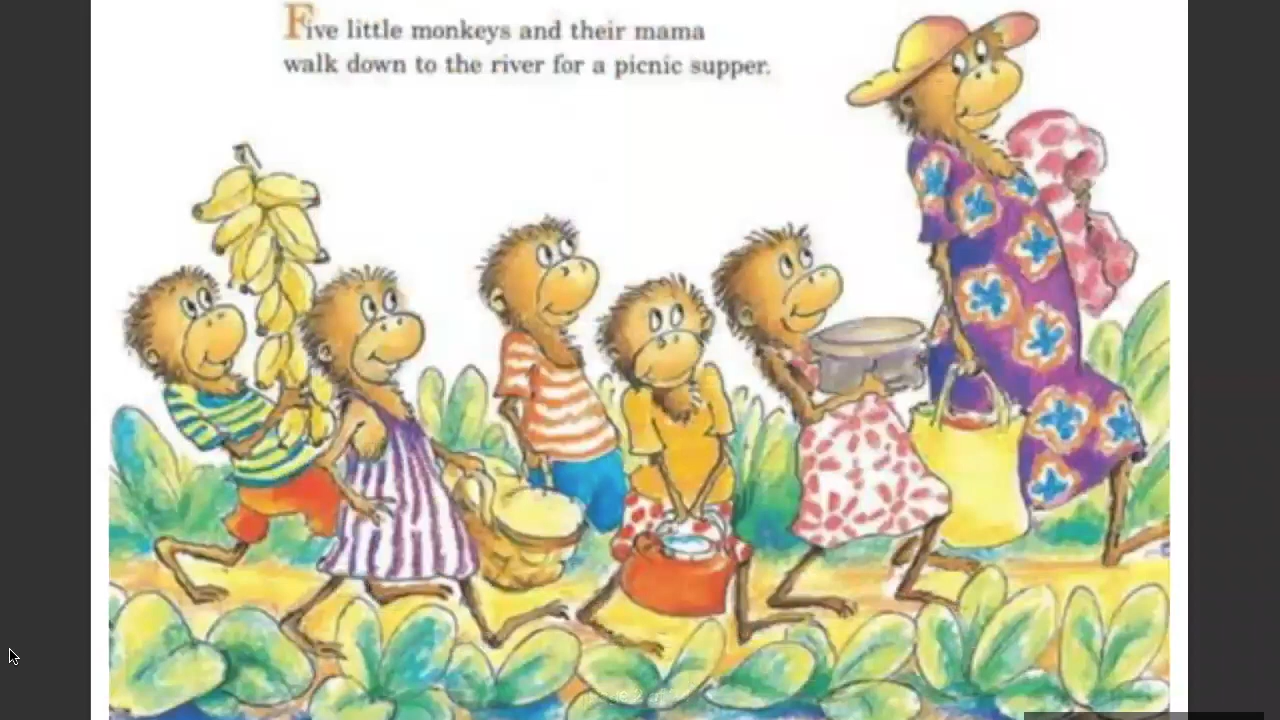 Five little monkeys and their mama
walk down to the river for a picnic supper.